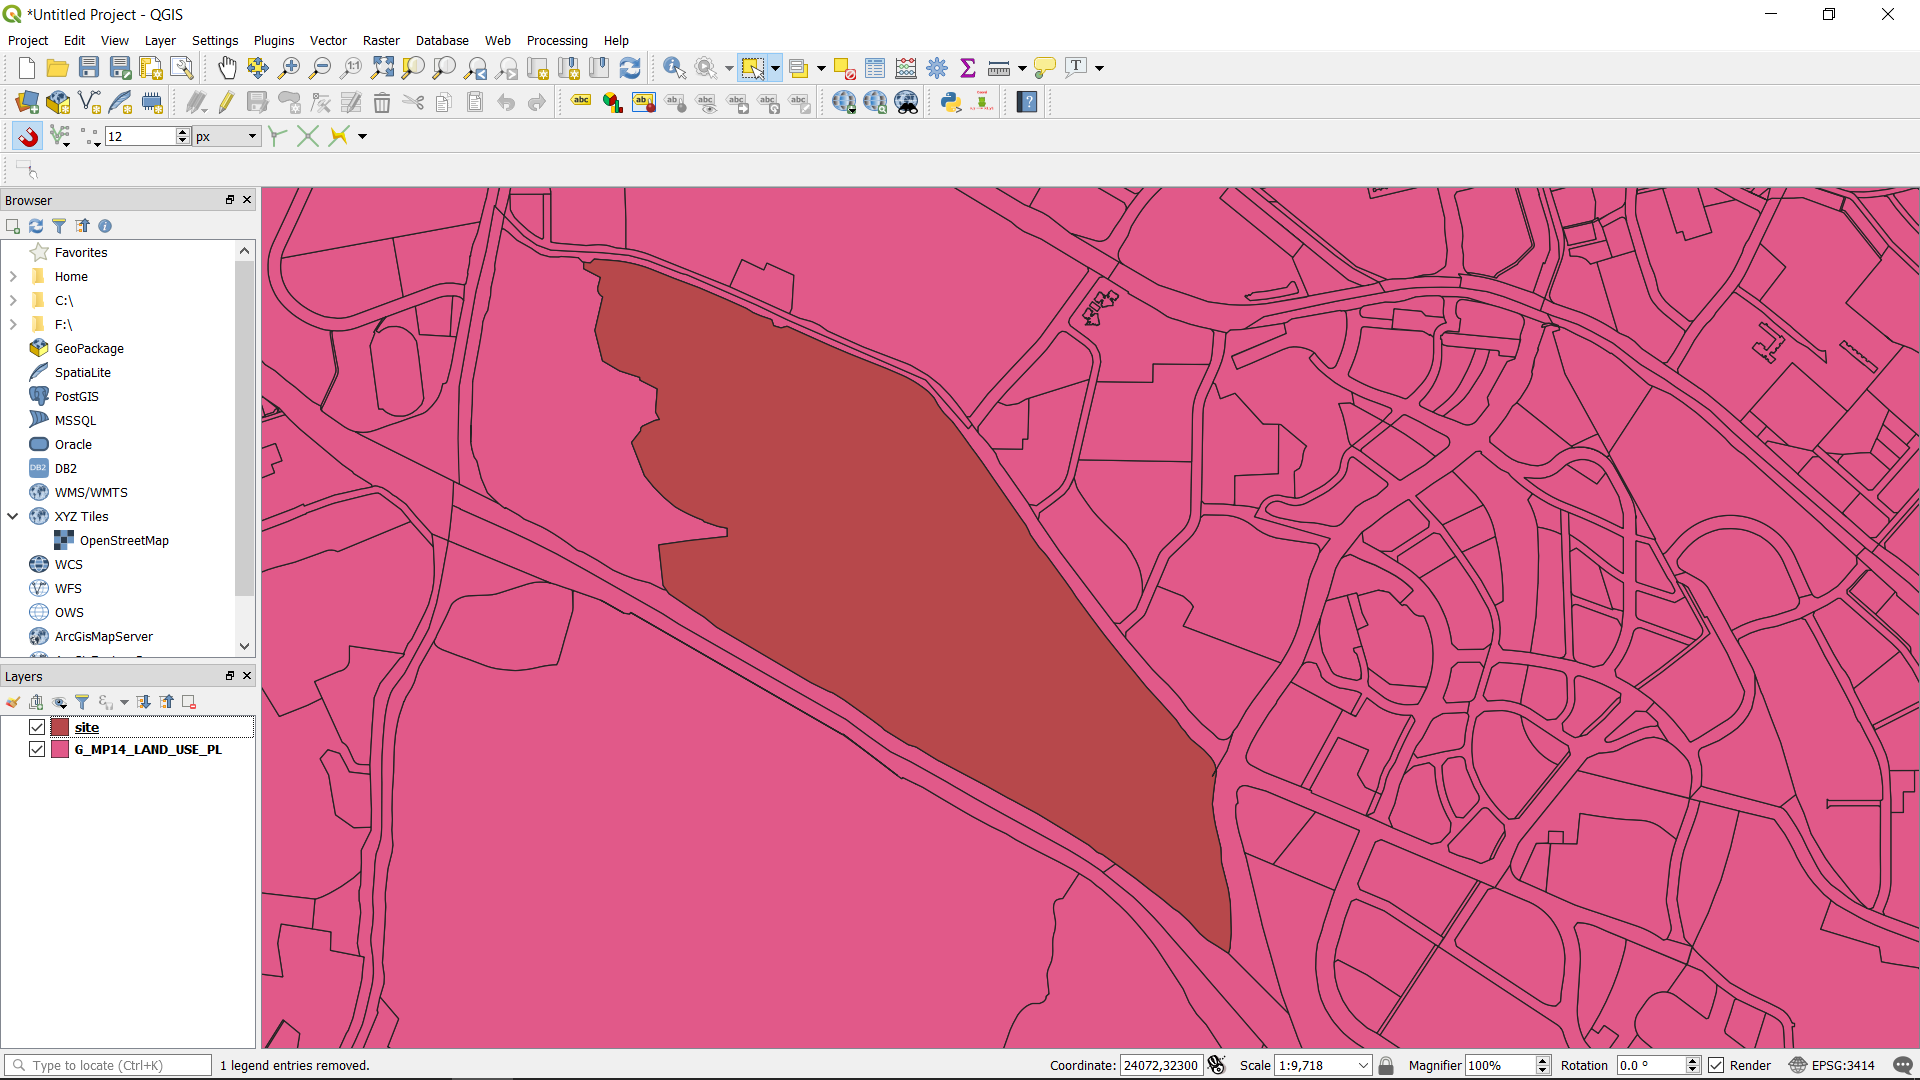 *Untitled Project - QGIS
Project Edit View Layer Settings Plugins Vector Raster Database Web Processing Help
12 px
Browser
Favorites
Home
C:\
F:\
GeoPackage
SpatiaLite
PostGIS
MSSQL
Oracle
DB2
WMS/WMTS
XYZ Tiles
OpenStreetMap
WCS
WFS
OWS
ArcGisMapServer
Layers
site
G_MP14_LAND_USE_PL
Type to locate (Ctrl+K) 1 legend entries removed. Coordinate: 24072,32300 Scale 1:9,718 Magnifier 100% Rotation 0.0 ° Render EPSG:3414